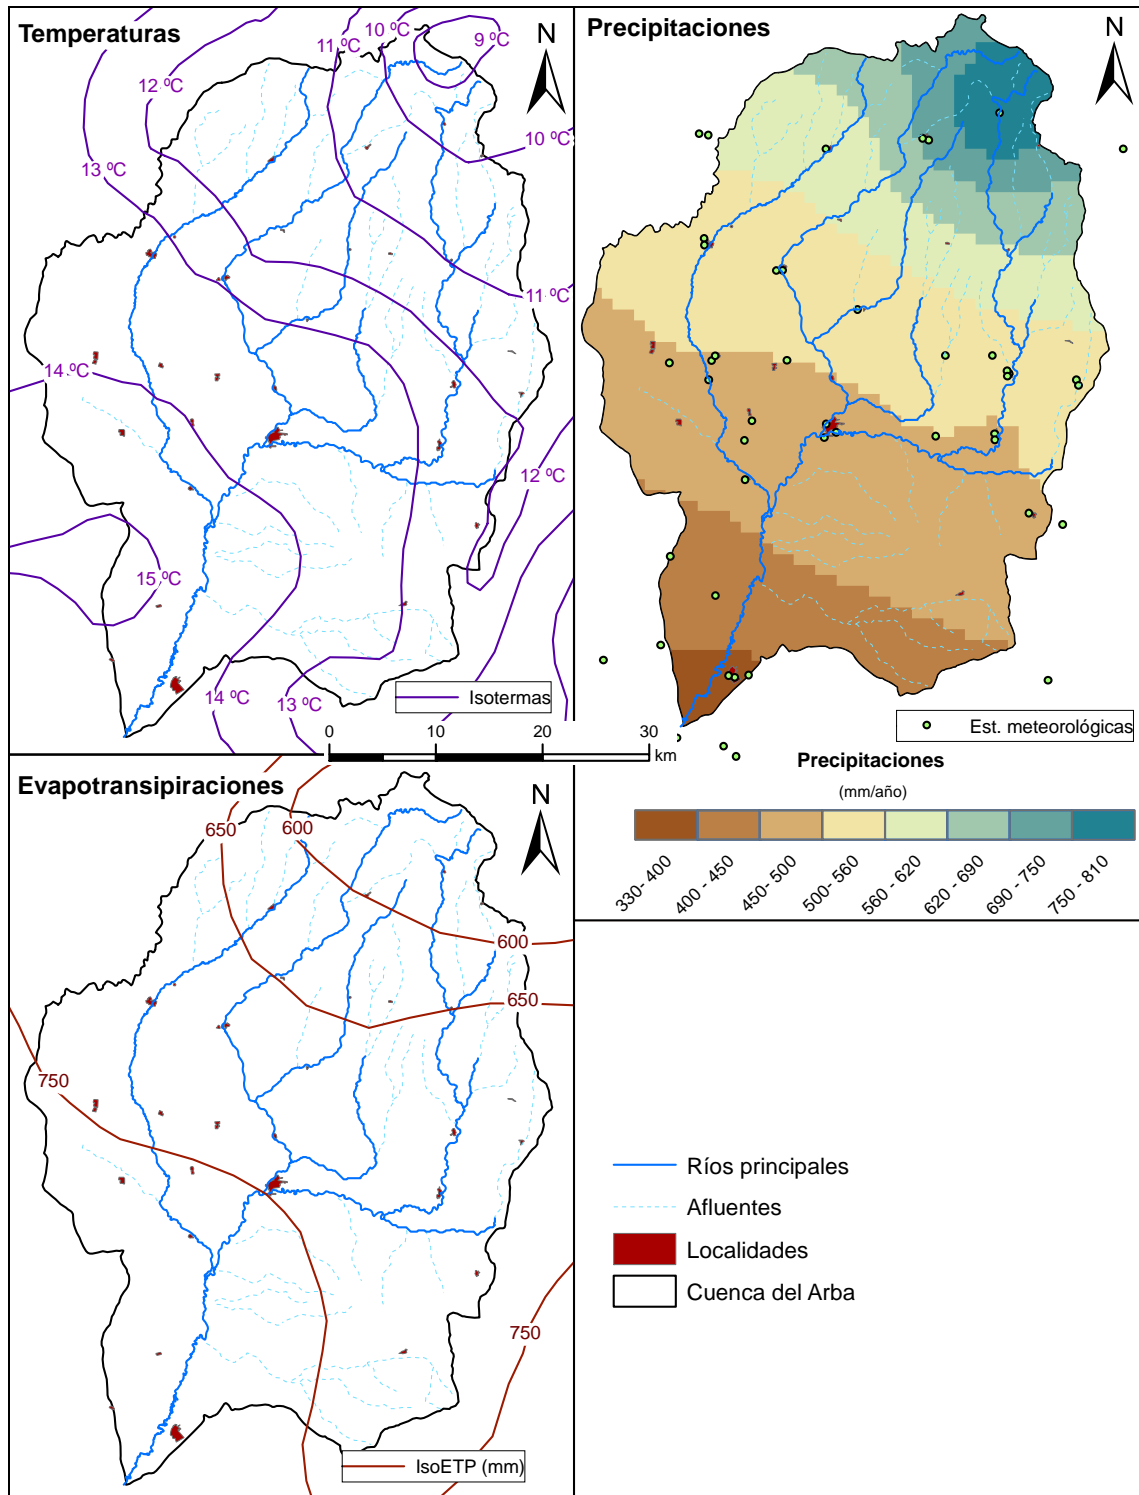 Temperaturas
N
9 ºC
10 ºC
11 ºC
12 ºC
10 ºC
13 ºC
11 ºC
14 ºC
12 ºC
15 ºC
14 ºC
13 ºC
Isotermas
Precipitaciones
N
Est. meteorológicas
0 10 20 30
km
Precipitaciones
(mm/año)
330- 400
400 - 450
450- 500
500-560
560 - 620
620 - 690
690 - 750
750 - 810
Evapotranspiraciones
N
650
600
600
650
750
750
IsoETP (mm)
Ríos principales
Afluentes
Localidades
Cuenca del Arba